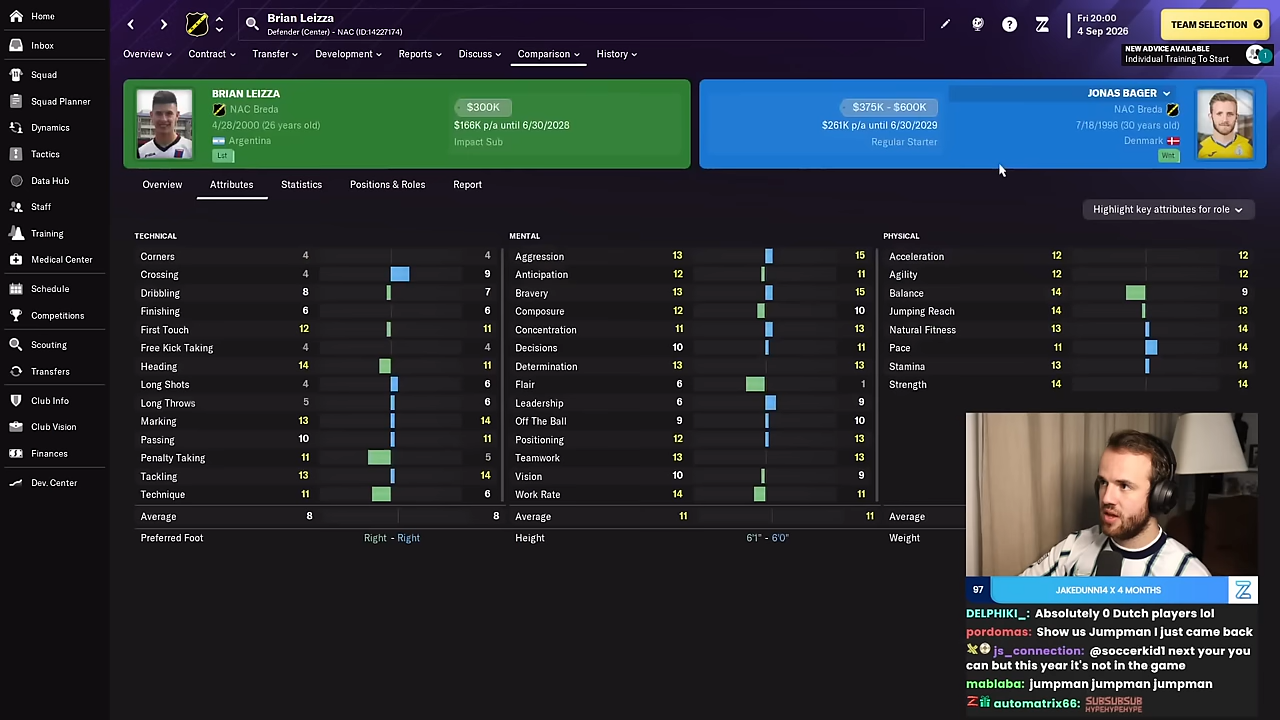 Home
Inbox
Squad
Squad Planner
Dynamics
Tactics
Data Hub
Staff
Training
Medical Center
Schedule
Competitions
Scouting
Transfers
Club Info
Club Vision
Finances
Dev. Center
Brian Leizza
Defender (Center) - NAC (ID:14227174)
Fri 20:00
4 Sep 2026
TEAM SELECTION
NEW ADVICE AVAILABLE
Individual Training To Start
1
Overview Contract Transfer Development Reports Discuss Comparison History
BRIAN LEIZZA
NAC Breda
4/28/2000 (26 years old)
Argentina
Lst
$300K
$166K p/a until 6/30/2028
Impact Sub
$375K - $600K
$261K p/a until 6/30/2029
Regular Starter
JONAS BAGER
NAC Breda
7/18/1996 (30 years old)
Denmark
Wnt
Overview Attributes Statistics Positions & Roles Report
Highlight key attributes for role
TECHNICAL
Corners 4 4
Crossing 4 9
Dribbling 8 7
Finishing 6 6
First Touch 12 11
Free Kick Taking 4 4
Heading 14 11
Long Shots 4 6
Long Throws 5 6
Marking 13 14
Passing 10 11
Penalty Taking 11 5
Tackling 13 14
Technique 11 6
Average 8 8
Preferred Foot Right - Right
MENTAL
Aggression 13 15
Anticipation 12 11
Bravery 13 15
Composure 12 10
Concentration 11 13
Decisions 10 11
Determination 13 13
Flair 6 1
Leadership 6 9
Off The Ball 9 10
Positioning 12 13
Teamwork 13 13
Vision 10 9
Work Rate 14 11
Average 11 11
Height 6'1" - 6'0"
PHYSICAL
Acceleration 12 12
Agility 12 12
Balance 14 9
Jumping Reach 14 13
Natural Fitness 13 14
Pace 11 14
Stamina 13 14
Strength 14 14
Average
Weight
97 JAKEDUNN14 X 4 MONTHS
DELPHIKI_: Absolutely 0 Dutch players lol
pordomas: Show us Jumpman I just came back
js_connection: @soccerkid1 next your you
can but this year it's not in the game
mablaba: jumpman jumpman jumpman
automatrix66: SUBSUBSUB
HYPEHYPEHYPE